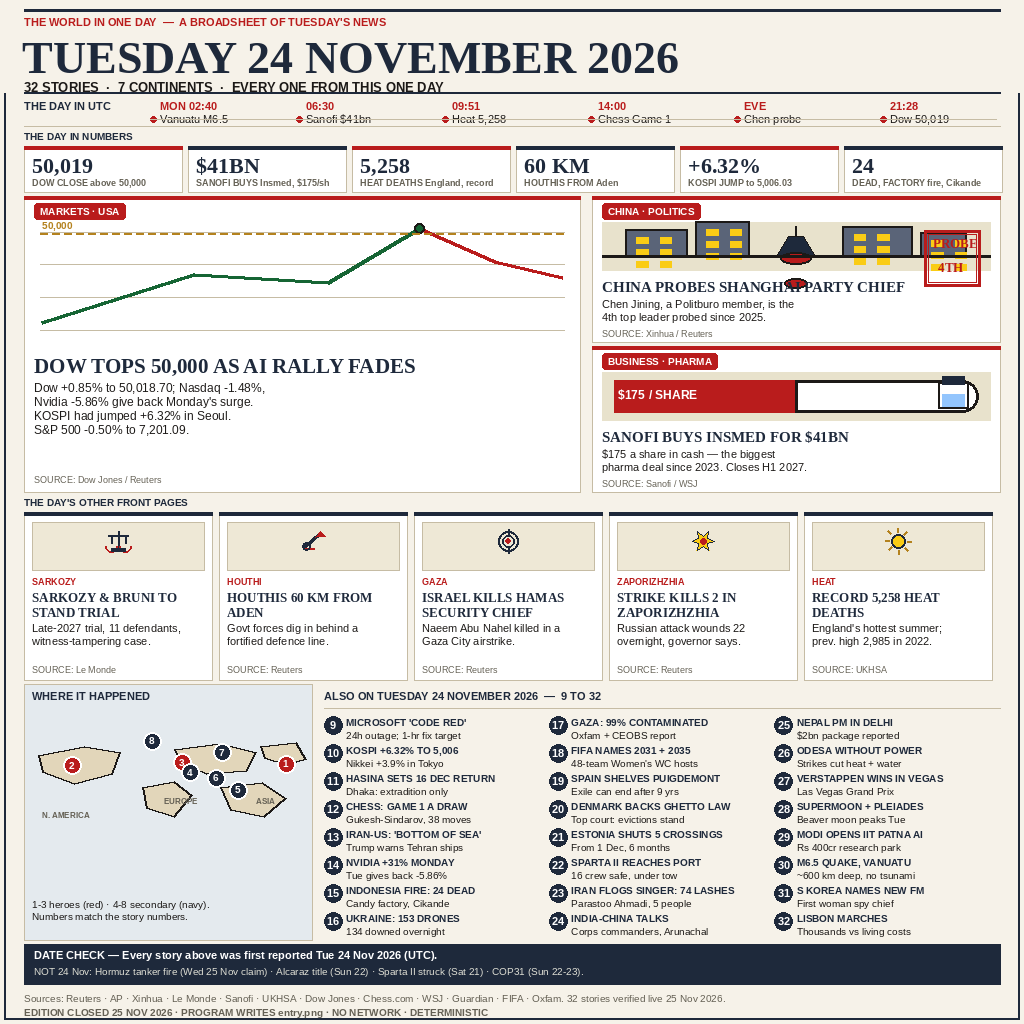 THE WORLD IN ONE DAY — A BROADSHEET OF TUESDAY'S NEWS
TUESDAY 24 NOVEMBER 2026
32 STORIES · 7 CONTINENTS · EVERY ONE FROM THIS ONE DAY
THE DAY IN UTC
MON 02:40
Vanuatu M6.5
06:30
Sanofi $41bn
09:51
Heat 5,258
14:00
Chess Game 1
EVE
Chen probe
21:28
Dow 50,019
THE DAY IN NUMBERS
50,019
DOW CLOSE above 50,000
$41BN
SANOFI BUYS Insmed, $175/sh
5,258
HEAT DEATHS England, record
60 KM
HOUTHIS FROM Aden
+6.32%
KOSPI JUMP to 5,006.03
24
DEAD, FACTORY fire, Cikande
MARKETS · USA
50,000
DOW TOPS 50,000 AS AI RALLY FADES
Dow +0.85% to 50,018.70; Nasdaq -1.48%,
Nvidia -5.86% give back Monday's surge.
KOSPI had jumped +6.32% in Seoul.
S&P 500 -0.50% to 7,201.09.
SOURCE: Dow Jones / Reuters
CHINA · POLITICS
PROBE
4TH
CHINA PROBES SHANGHAI PARTY CHIEF
Chen Jining, a Politburo member, is the
4th top leader probed since 2025.
SOURCE: Xinhua / Reuters
BUSINESS · PHARMA
$175 / SHARE
SANOFI BUYS INSMED FOR $41BN
$175 a share in cash — the biggest
pharma deal since 2023. Closes H1 2027.
SOURCE: Sanofi / WSJ
THE DAY'S OTHER FRONT PAGES
SARKOZY
SARKOZY & BRUNI TO
STAND TRIAL
Late-2027 trial, 11 defendants,
witness-tampering case.
SOURCE: Le Monde
HOUTHI
HOUTHIS 60 KM FROM
ADEN
Govt forces dig in behind a
fortified defence line.
SOURCE: Reuters
GAZA
ISRAEL KILLS HAMAS
SECURITY CHIEF
Naeem Abu Nahel killed in a
Gaza City airstrike.
SOURCE: Reuters
ZAPORIZHZHIA
STRIKE KILLS 2 IN
ZAPORIZHZHIA
Russian attack wounds 22
overnight, governor says.
SOURCE: Reuters
HEAT
RECORD 5,258 HEAT
DEATHS
England's hottest summer;
prev. high 2,985 in 2022.
SOURCE: UKHSA
WHERE IT HAPPENED
8
2
3
7
1
4
6
5
EUROPE
ASIA
N. AMERICA
1-3 heroes (red) · 4-8 secondary (navy).
Numbers match the story numbers.
ALSO ON TUESDAY 24 NOVEMBER 2026 — 9 TO 32
9 MICROSOFT 'CODE RED'
24h outage; 1-hr fix target
10 KOSPI +6.32% TO 5,006
Nikkei +3.9% in Tokyo
11 HASINA SETS 16 DEC RETURN
Dhaka: extradition only
12 CHESS: GAME 1 A DRAW
Gukesh-Sindarov, 38 moves
13 IRAN-US: 'BOTTOM OF SEA'
Trump warns Tehran ships
14 NVIDIA +31% MONDAY
Tue gives back -5.86%
15 INDONESIA FIRE: 24 DEAD
Candy factory, Cikande
16 UKRAINE: 153 DRONES
134 downed overnight
17 GAZA: 99% CONTAMINATED
Oxfam + CEOBS report
18 FIFA NAMES 2031 + 2035
48-team Women's WC hosts
19 SPAIN SHELVES PUIGDEMONT
Exile can end after 9 yrs
20 DENMARK BACKS GHETTO LAW
Top court: evictions stand
21 ESTONIA SHUTS 5 CROSSINGS
From 1 Dec, 6 months
22 SPARTA II REACHES PORT
16 crew safe, under tow
23 IRAN FLOGS SINGER: 74 LASHES
Parastoo Ahmadi, 5 people
24 INDIA-CHINA TALKS
Corps commanders, Arunachal
25 NEPAL PM IN DELHI
$2bn package reported
26 ODESA WITHOUT POWER
Strikes cut heat + water
27 VERSTAPPEN WINS IN VEGAS
Las Vegas Grand Prix
28 SUPERMOON + PLEIADES
Beaver moon peaks Tue
29 MODI OPENS IIT PATNA AI
Rs 400cr research park
30 M6.5 QUAKE, VANUATU
~600 km deep, no tsunami
31 S KOREA NAMES NEW FM
First woman spy chief
32 LISBON MARCHES
Thousands vs living costs
DATE CHECK — Every story above was first reported Tue 24 Nov 2026 (UTC).
NOT 24 Nov: Hormuz tanker fire (Wed 25 Nov claim) · Alcaraz title (Sun 22) · Sparta II struck (Sat 21) · COP31 (Sun 22-23).
Sources: Reuters · AP · Xinhua · Le Monde · Sanofi · UKHSA · Dow Jones · Chess.com · WSJ · Guardian · FIFA · Oxfam. 32 stories verified live 25 Nov 2026.
EDITION CLOSED 25 NOV 2026 · PROGRAM WRITES entry.png · NO NETWORK · DETERMINISTIC